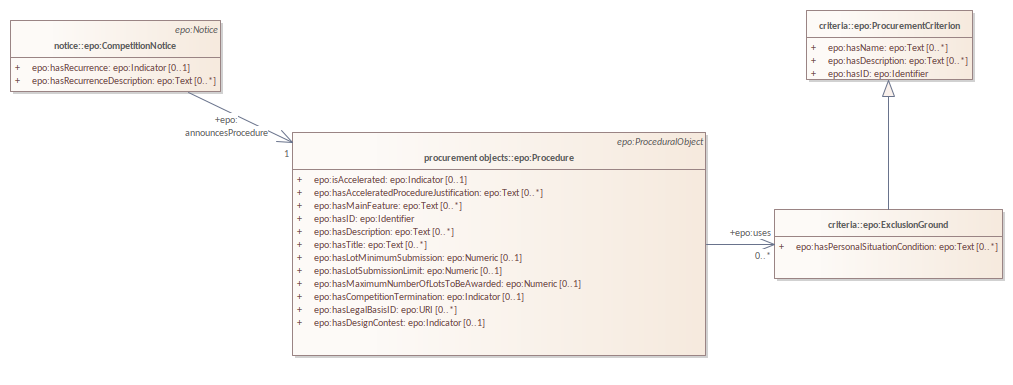 epo:Notice
notice::epo:CompetitionNotice
+ epo:hasRecurrence: epo:Indicator [0..1]
+ epo:hasRecurrenceDescription: epo:Text [0..*]
+epo:
announcesProcedure
1
epo:ProceduralObject
procurement objects::epo:Procedure
+ epo:isAccelerated: epo:Indicator [0..1]
+ epo:hasAcceleratedProcedureJustification: epo:Text [0..*]
+ epo:hasMainFeature: epo:Text [0..*]
+ epo:hasID: epo:Identifier
+ epo:hasDescription: epo:Text [0..*]
+ epo:hasTitle: epo:Text [0..*]
+ epo:hasLotMinimumSubmission: epo:Numeric [0..1]
+ epo:hasLotSubmissionLimit: epo:Numeric [0..1]
+ epo:hasMaximumNumberOfLotsToBeAwarded: epo:Numeric [0..1]
+ epo:hasCompetitionTermination: epo:Indicator [0..1]
+ epo:hasLegalBasisID: epo:URI [0..*]
+ epo:hasDesignContest: epo:Indicator [0..1]
+epo:uses
0..*
criteria::epo:ProcurementCriterion
+ epo:hasName: epo:Text [0..*]
+ epo:hasDescription: epo:Text [0..*]
+ epo:hasID: epo:Identifier
criteria::epo:ExclusionGround
+ epo:hasPersonalSituationCondition: epo:Text [0..*]